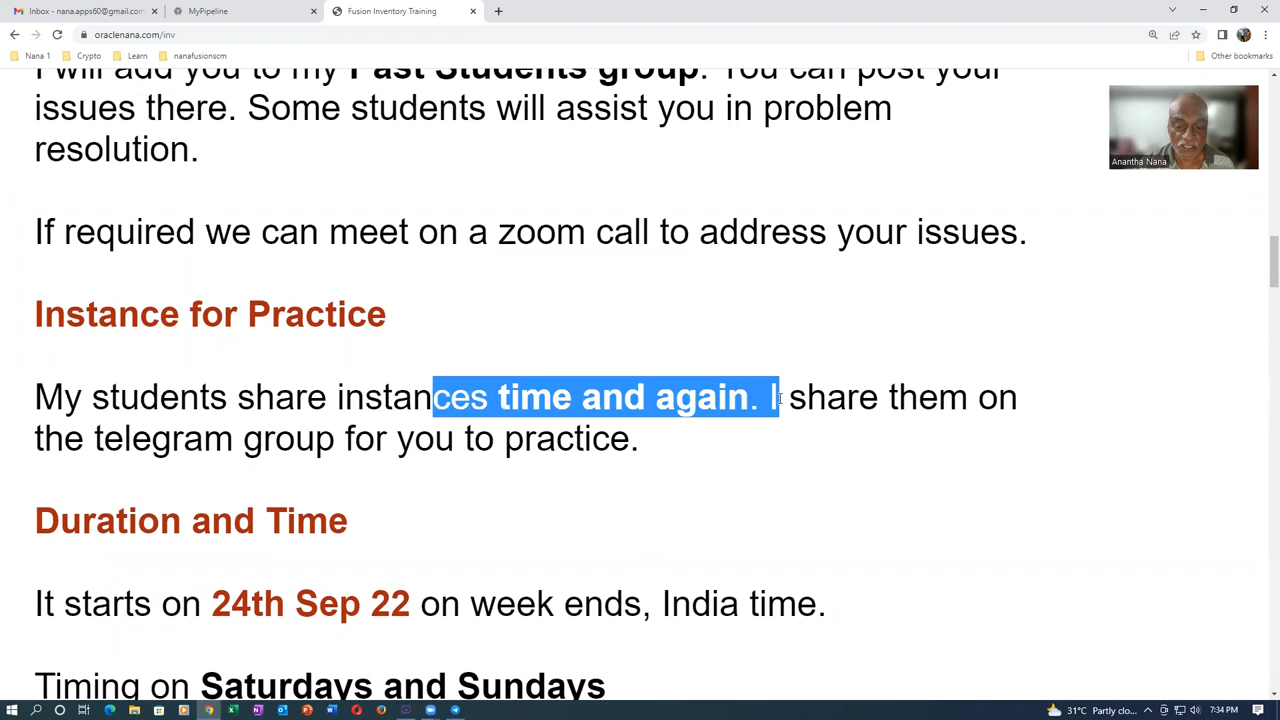 Inbox - nana.apps60@gmail.com
MyPipeline
Fusion Inventory Training
oraclenana.com/inv
Nana 1
Crypto
Learn
nanafusionscm
Other bookmarks
I will add you to my Past Students group. You can post your
issues there. Some students will assist you in problem
resolution.
If required we can meet on a zoom call to address your issues.
Instance for Practice
My students share instances time and again. I share them on
the telegram group for you to practice.
Duration and Time
It starts on 24th Sep 22 on week ends, India time.
Timing on Saturdays and Sundays
Anantha Nana
31°C Partly clo...
7:34 PM